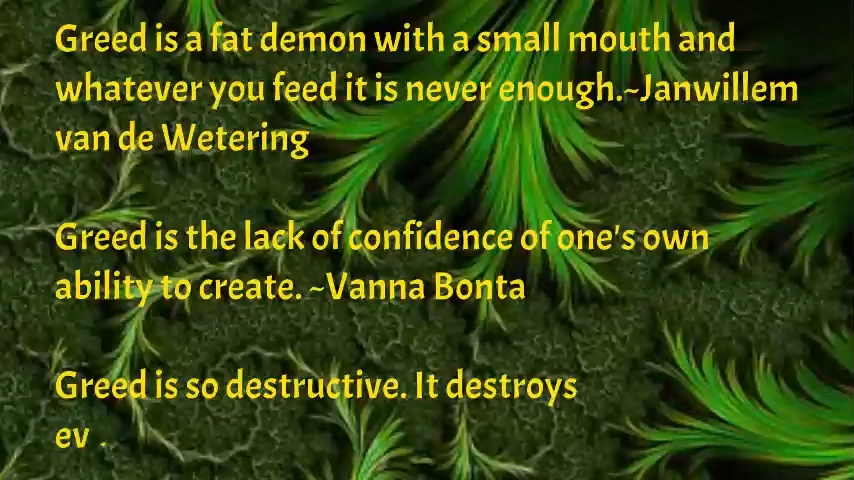 Greed is a fat demon with a small mouth and
whatever you feed it is never enough.~Janwillem
van de Wetering
Greed is the lack of confidence of one's own
ability to create. ~Vanna Bonta
Greed is so destructive. It destroys
ev